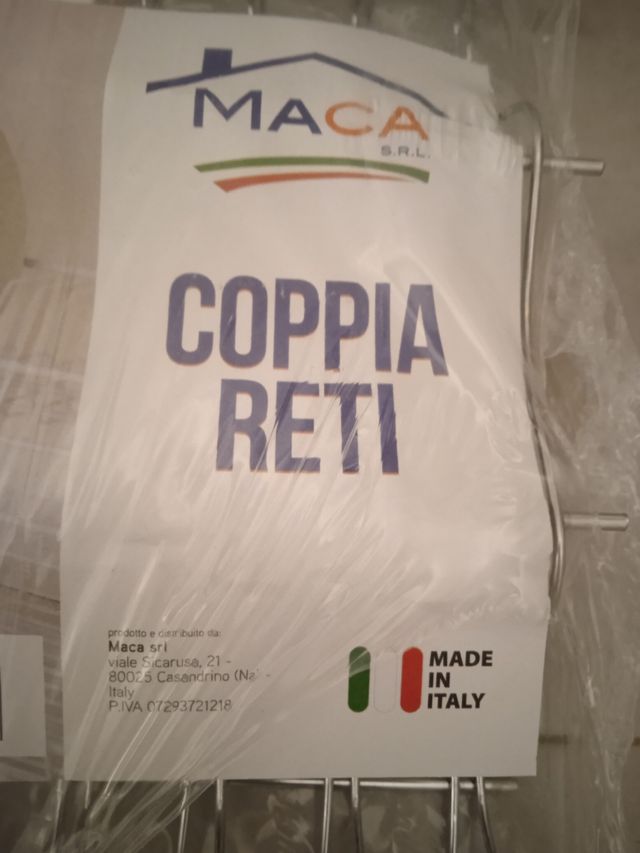 MACA
S.R.L.
COPPIA
RETI
prodotto e distribuito da:
Maca srl
viale Sicarusa, 21 -
80025 Casandrino (Na) -
Italy
P.IVA 07293721218
MADE
IN
ITALY